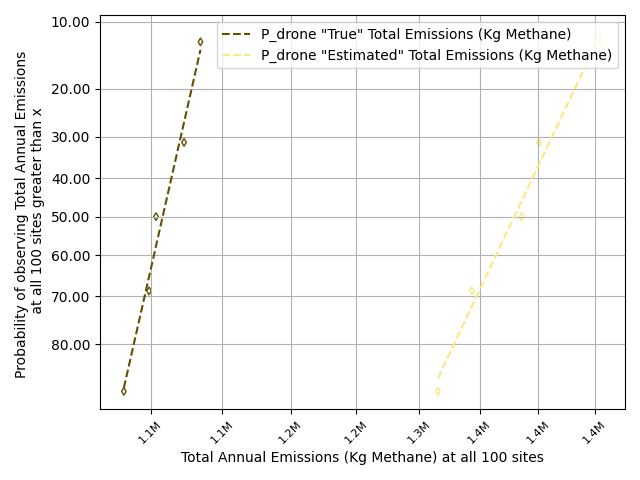 P_drone "True" Total Emissions (Kg Methane)
P_drone "Estimated" Total Emissions (Kg Methane)
Probability of observing Total Annual Emissions
at all 100 sites greater than x
10.00
20.00
30.00
40.00
50.00
60.00
70.00
80.00
1.1M
1.1M
1.2M
1.2M
1.3M
1.4M
1.4M
1.4M
Total Annual Emissions (Kg Methane) at all 100 sites